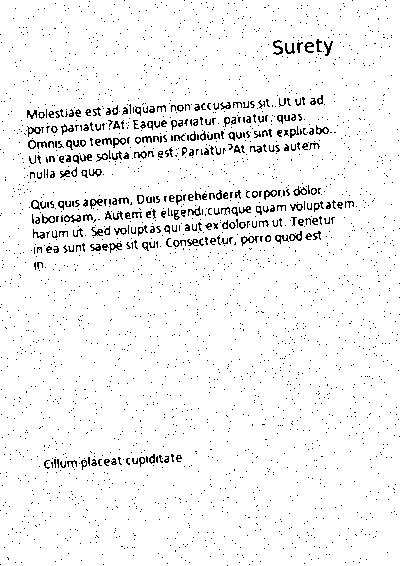 Surety
Molestiae est ad aliquam non accusamus sit. Ut ut ad
porro pariatur?At. Eaque pariatur. pariatur, quas.
Omnis quo tempor omnis incididunt quis sint explicabo..
Ut in eaque soluta non est. Pariatur?At natus autem
nulla sed quo.
Quis quis aperiam, Duis reprehenderit corporis dolor
laboriosam,. Autem et eligendi cumque quam voluptatem.
harum ut. Sed voluptas qui aut ex dolorum ut. Tenetur
in ea sunt saepe sit qui. Consectetur, porro quod est
in.
Cillum placeat cupiditate